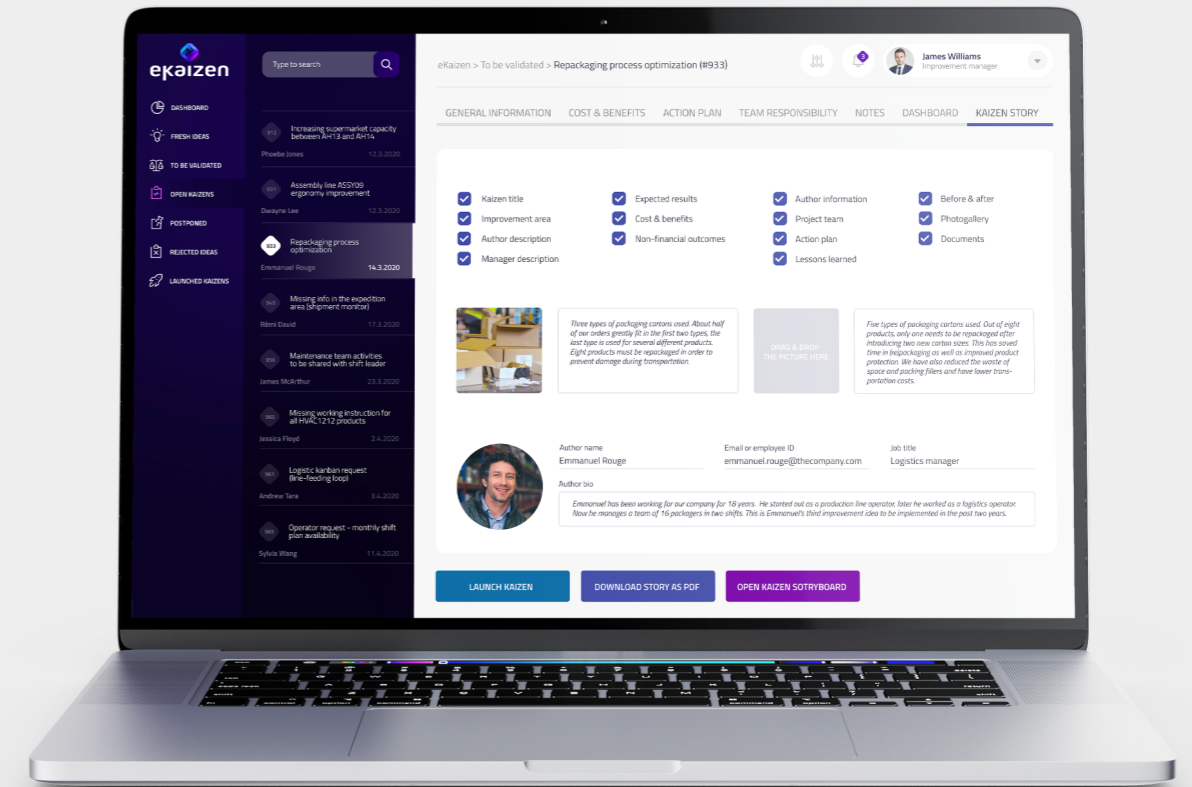 eKaizen
DASHBOARD
FRESH IDEAS
TO BE VALIDATED
OPEN KAIZENS
POSTPONED
REJECTED IDEAS
LAUNCHED KAIZENS
Type to search
912
Increasing supermarket capacity
between AH13 and AH14
Phoebe Jones 12.3.2020
Assembly line ASSY09
ergonomy improvement
Dwayne Lee 12.3.2020
933
Repackaging process
optimization
Emmanuel Rouge 14.3.2020
Missing info in the expedition
area (shipment monitor)
Rémi David 17.3.2020
Maintenance team activities
to be shared with shift leader
James McArthur 23.3.2020
Missing working instruction for
all HVAC1212 products
Jessica Floyd 2.4.2020
961
Logistic kanban request
(line-feeding loop)
Andrew Tara 3.4.2020
Operator request - monthly shift
plan availability
Sylvia Wang 11.4.2020
eKaizen > To be validated > Repackaging process optimization (#933)
3
James Williams
Improvement manager
GENERAL INFORMATION COST & BENEFITS ACTION PLAN TEAM RESPONSIBILITY NOTES DASHBOARD KAIZEN STORY
Kaizen title
Improvement area
Author description
Manager description
Expected results
Cost & benefits
Non-financial outcomes
Author information
Project team
Action plan
Lessons learned
Before & after
Photogallery
Documents
Three types of packaging cartons used. About half
of our orders greatly fit in the first two types, the
last type is used for several different products.
Eight products must be repackaged in order to
prevent damage during transportation.
DRAG & DROP
THE PICTURE HERE
Five types of packaging cartons used. Out of eight
products, only one needs to be repackaged after
introducing two new carton sizes. This has saved
time in (re)packaging as well as improved product
protection. We have also reduced the waste of
space and packing fillers and have lower trans-
portation costs.
Author name
Emmanuel Rouge
Email or employee ID
emmanuel.rouge@thecompany.com
Job title
Logistics manager
Author bio
Emmanuel has been working for our company for 18 years. He started out as a production line operator, later he worked as a logistics operator.
Now he manages a team of 16 packagers in two shifts. This is Emmanuel's third improvement idea to be implemented in the past two years.
LAUNCH KAIZEN
DOWNLOAD STORY AS PDF
OPEN KAIZEN SOTRYBOARD